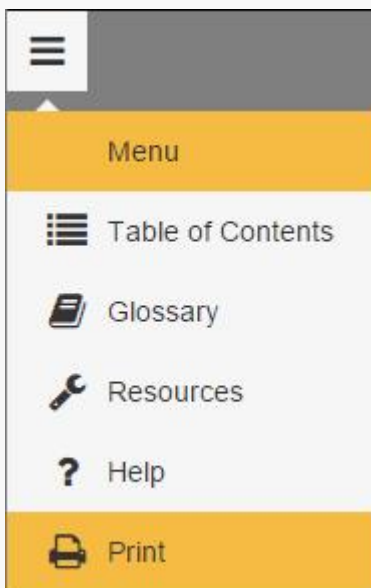 Menu
Table of Contents
Glossary
Resources
? Help
Print